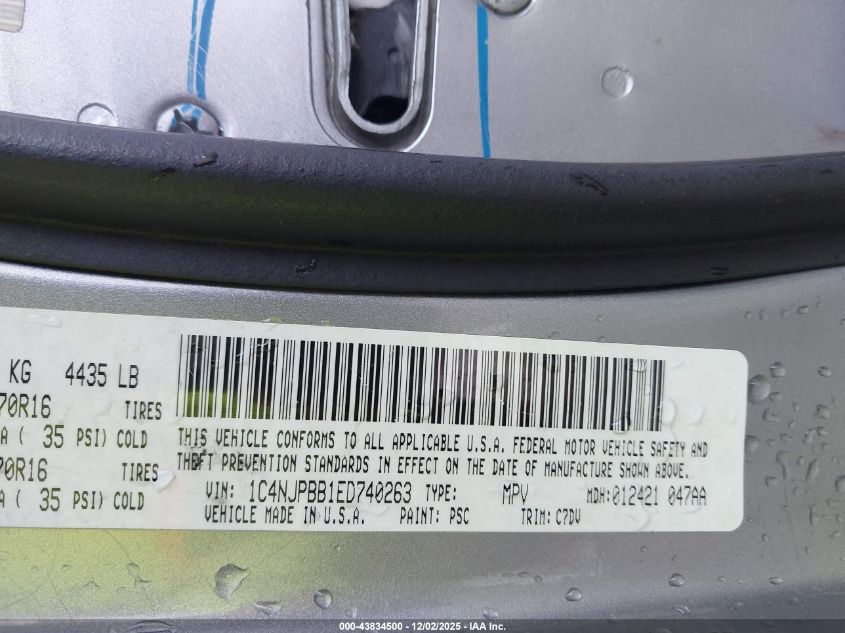 KG 4435 LB
70R16 TIRES
A ( 35 PSI) COLD
70R16 TIRES
A ( 35 PSI) COLD
THIS VEHICLE CONFORMS TO ALL APPLICABLE U.S.A. FEDERAL MOTOR VEHICLE SAFETY AND
THEFT PREVENTION STANDARDS IN EFFECT ON THE DATE OF MANUFACTURE SHOWN ABOVE.
VIN: 1C4NJPBB1ED740263 TYPE: MPV MDH:012421 047AA
VEHICLE MADE IN U.S.A. PAINT: PSC TRIM: C7DV
000-43834500 - 12/02/2025 - IAA Inc.